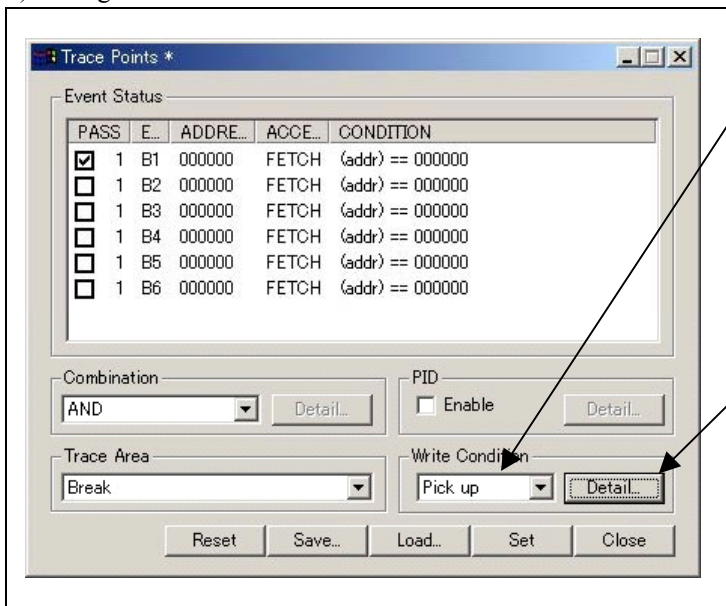 Trace Points *
Event Status
PASS E... ADDRE... ACCE... CONDITION
1 B1 000000 FETCH (addr) == 000000
1 B2 000000 FETCH (addr) == 000000
1 B3 000000 FETCH (addr) == 000000
1 B4 000000 FETCH (addr) == 000000
1 B5 000000 FETCH (addr) == 000000
1 B6 000000 FETCH (addr) == 000000
Combination
AND Detail...
PID
Enable Detail...
Trace Area
Break
Write Condition
Pick up Detail...
Reset Save... Load... Set Close